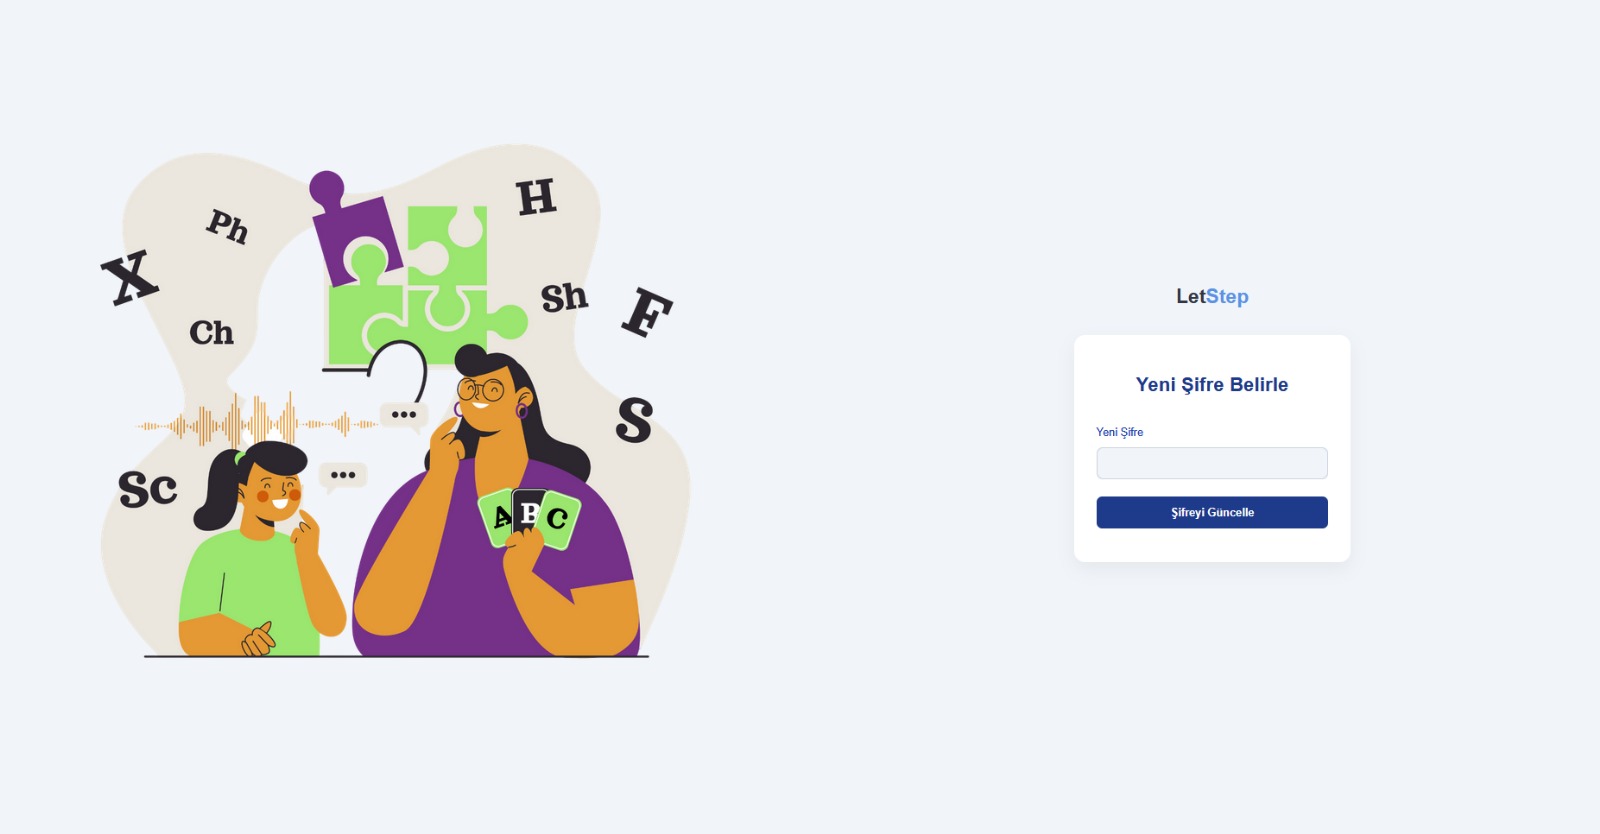 H
Ph
X
Sh
F
Ch
S
Sc
A B C
LetStep
Yeni Şifre Belirle
Yeni Şifre
Şifreyi Güncelle